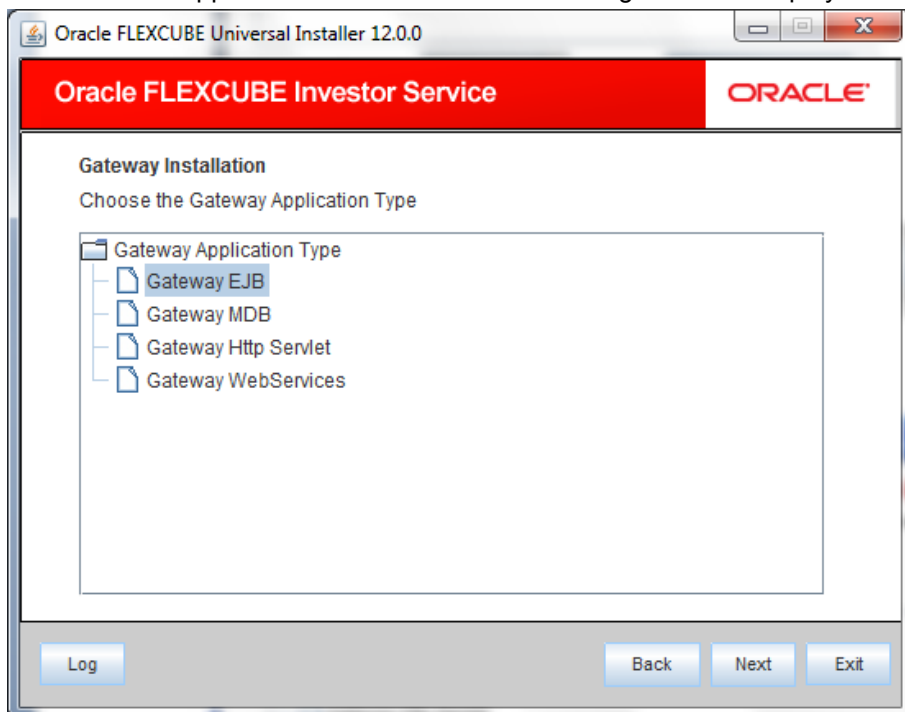 Oracle FLEXCUBE Universal Installer 12.0.0
Oracle FLEXCUBE Investor Service
ORACLE
Gateway Installation
Choose the Gateway Application Type
Gateway Application Type
Gateway EJB
Gateway MDB
Gateway Http Servlet
Gateway WebServices
Log
Back
Next
Exit